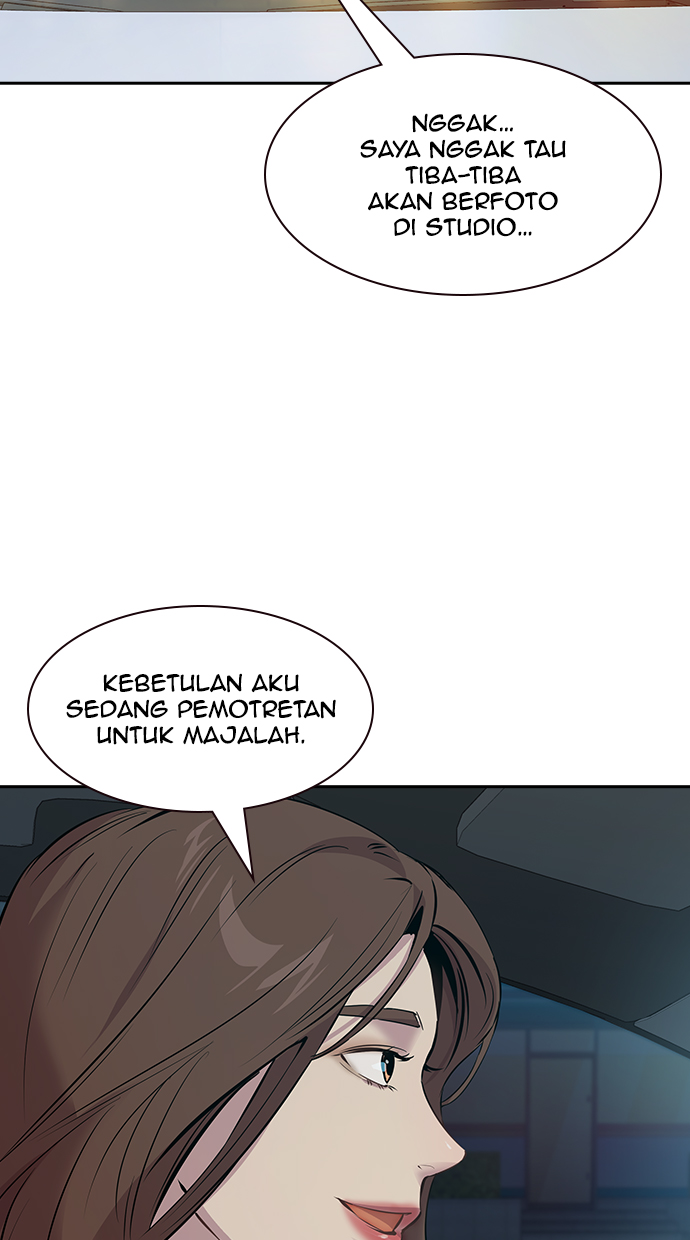 NGGAK...
SAYA NGGAK TAU
TIBA-TIBA
AKAN BERFOTO
DI STUDIO...
KEBETULAN AKU
SEDANG PEMOTRETAN
UNTUK MAJALAH.